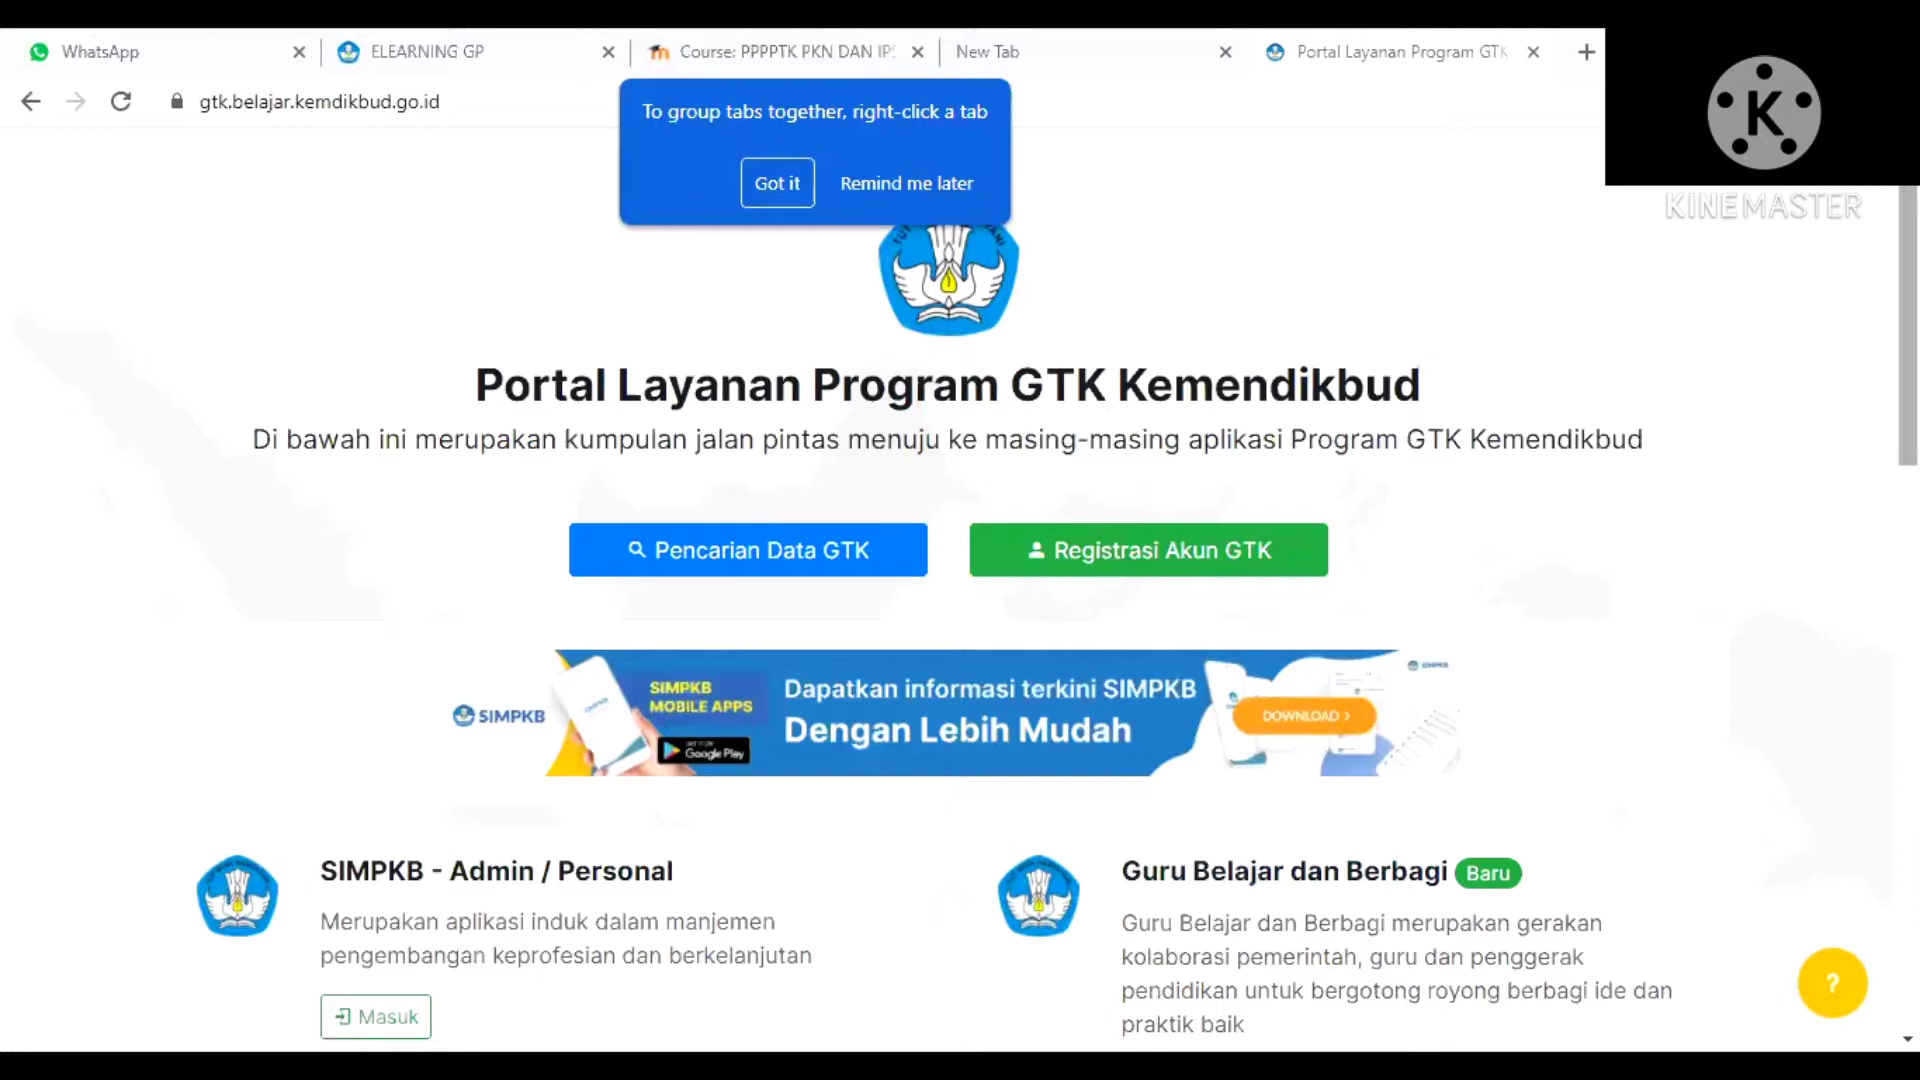 WhatsApp
ELEARNING GP
Course: PPPPTK PKN DAN IPS
New Tab
Portal Layanan Program GTK
gtk.belajar.kemdikbud.go.id
To group tabs together, right-click a tab
Got it
Remind me later
K
KINEMASTER
Portal Layanan Program GTK Kemendikbud
Di bawah ini merupakan kumpulan jalan pintas menuju ke masing-masing aplikasi Program GTK Kemendikbud
Pencarian Data GTK
Registrasi Akun GTK
SIMPKB
SIMPKB
MOBILE APPS
Google Play
Dapatkan informasi terkini SIMPKB
Dengan Lebih Mudah
DOWNLOAD >
SIMPKB - Admin / Personal
Merupakan aplikasi induk dalam manjemen
pengembangan keprofesian dan berkelanjutan
Masuk
Guru Belajar dan Berbagi Baru
Guru Belajar dan Berbagi merupakan gerakan
kolaborasi pemerintah, guru dan penggerak
pendidikan untuk bergotong royong berbagi ide dan
praktik baik
?